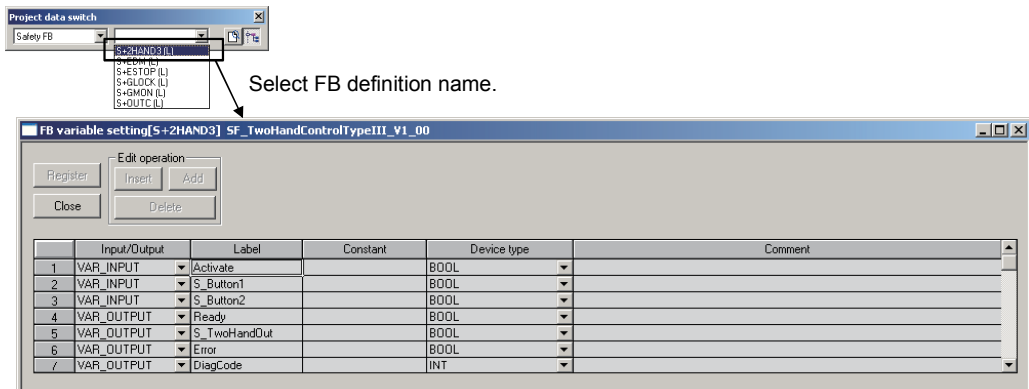 Project data switch
Safety FB
S+2HAND3 (L)
S+EDM (L)
S+ESTOP (L)
S+GLOCK (L)
S+GMON (L)
S+OUTC (L)
Select FB definition name.
FB variable setting[S+2HAND3] SF_TwoHandControlTypeIII_V1_00
Edit operation
Register Insert Add
Close Delete
Input/Output Label Constant Device type Comment
1 VAR_INPUT Activate BOOL
2 VAR_INPUT S_Button1 BOOL
3 VAR_INPUT S_Button2 BOOL
4 VAR_OUTPUT Ready BOOL
5 VAR_OUTPUT S_TwoHandOut BOOL
6 VAR_OUTPUT Error BOOL
7 VAR_OUTPUT DiagCode INT